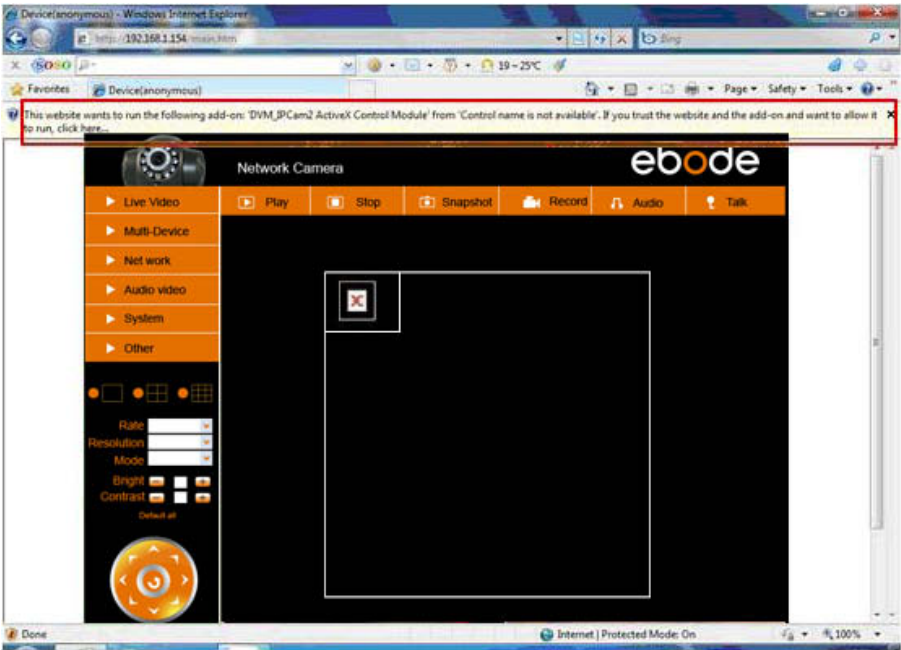 Device(anonymous) - Windows Internet Explorer
http://192.168.1.154/main.htm
Bing
x SOSO 19~25℃
Favorites Device(anonymous) Page Safety Tools
This website wants to run the following add-on: 'DVM_IPCam2 ActiveX Control Module' from 'Control name is not available'. If you trust the website and the add-on and want to allow it
to run, click here...
Network Camera ebode
Live Video Play Stop Snapshot Record Audio Talk
Multi-Device
Net work
Audio video
System
Other
Rate
Resolution
Mode
Bright
Contrast
Default all
Done Internet | Protected Mode: On 100%